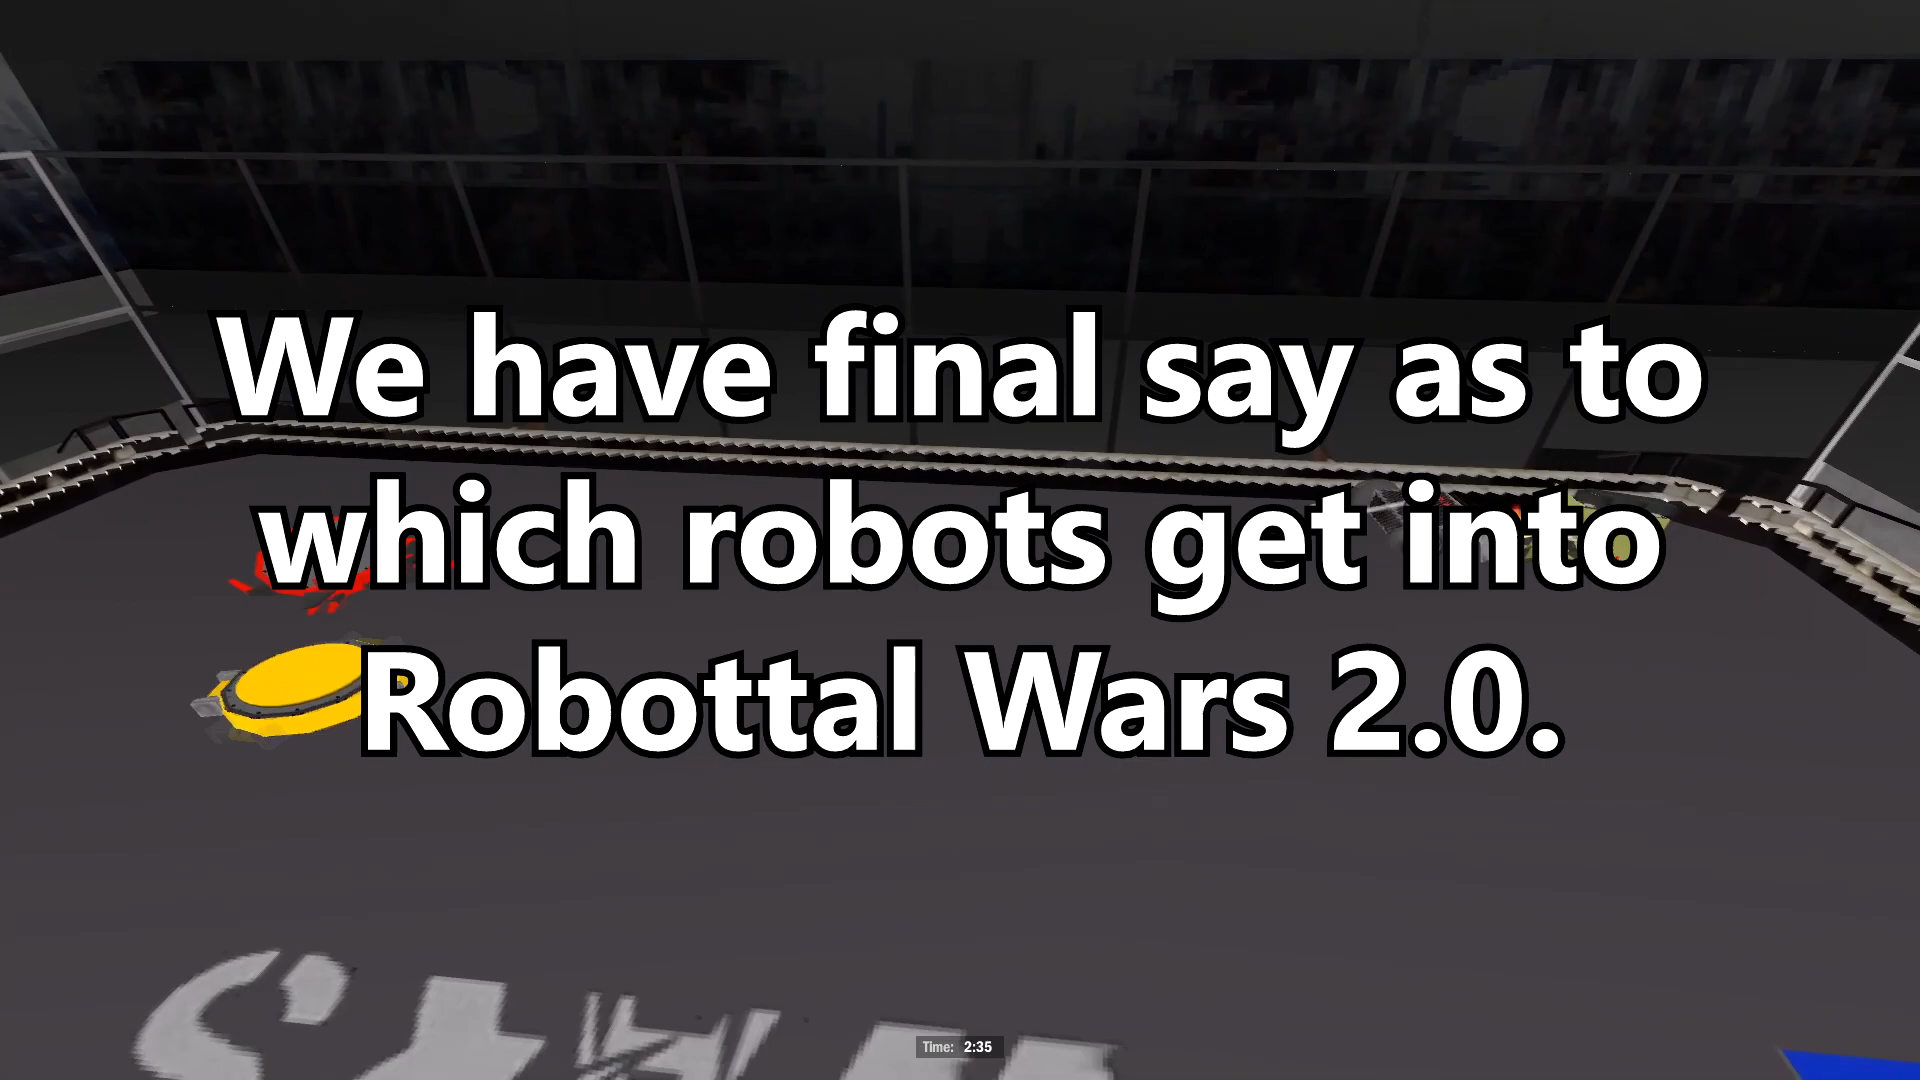 We have final say as to
which robots get into
Robottal Wars 2.0.
Time: 2:35